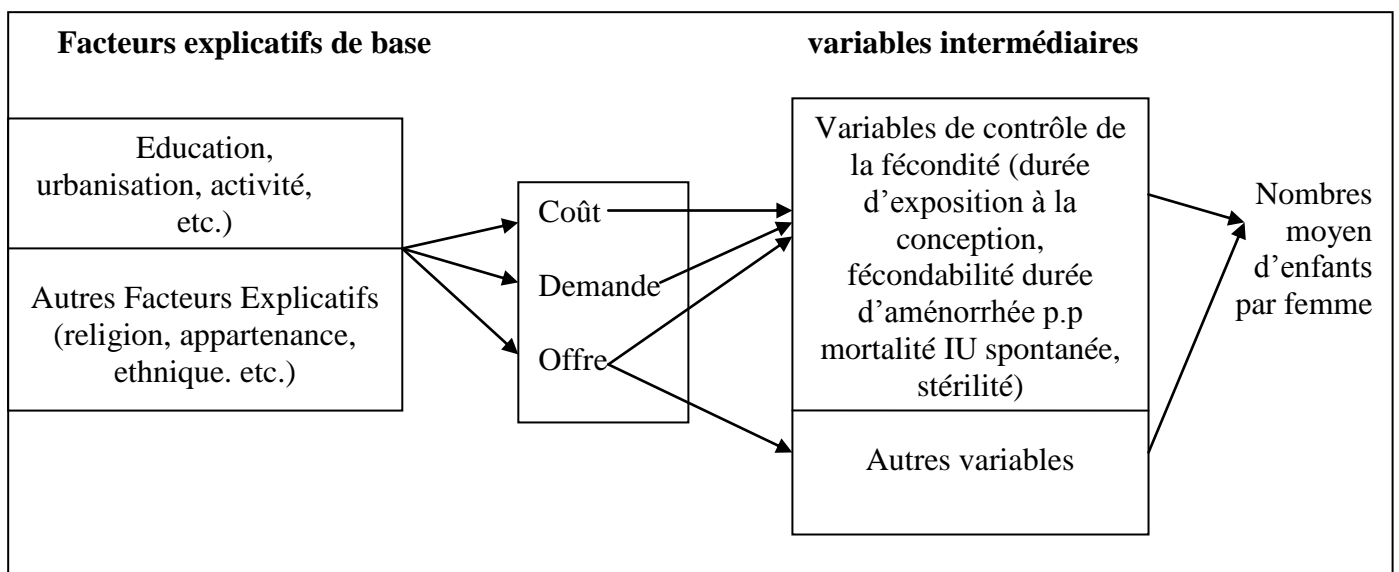 Facteurs explicatifs de base
variables intermédiaires
Education,
urbanisation, activité,
etc.)
Autres Facteurs Explicatifs
(religion, appartenance,
ethnique. etc.)
Coût
Demande
Offre
Variables de contrôle de
la fécondité (durée
d’exposition à la
conception,
fécondabilité durée
d’aménorrhée p.p
mortalité IU spontanée,
stérilité)
Autres variables
Nombres
moyen
d’enfants
par femme